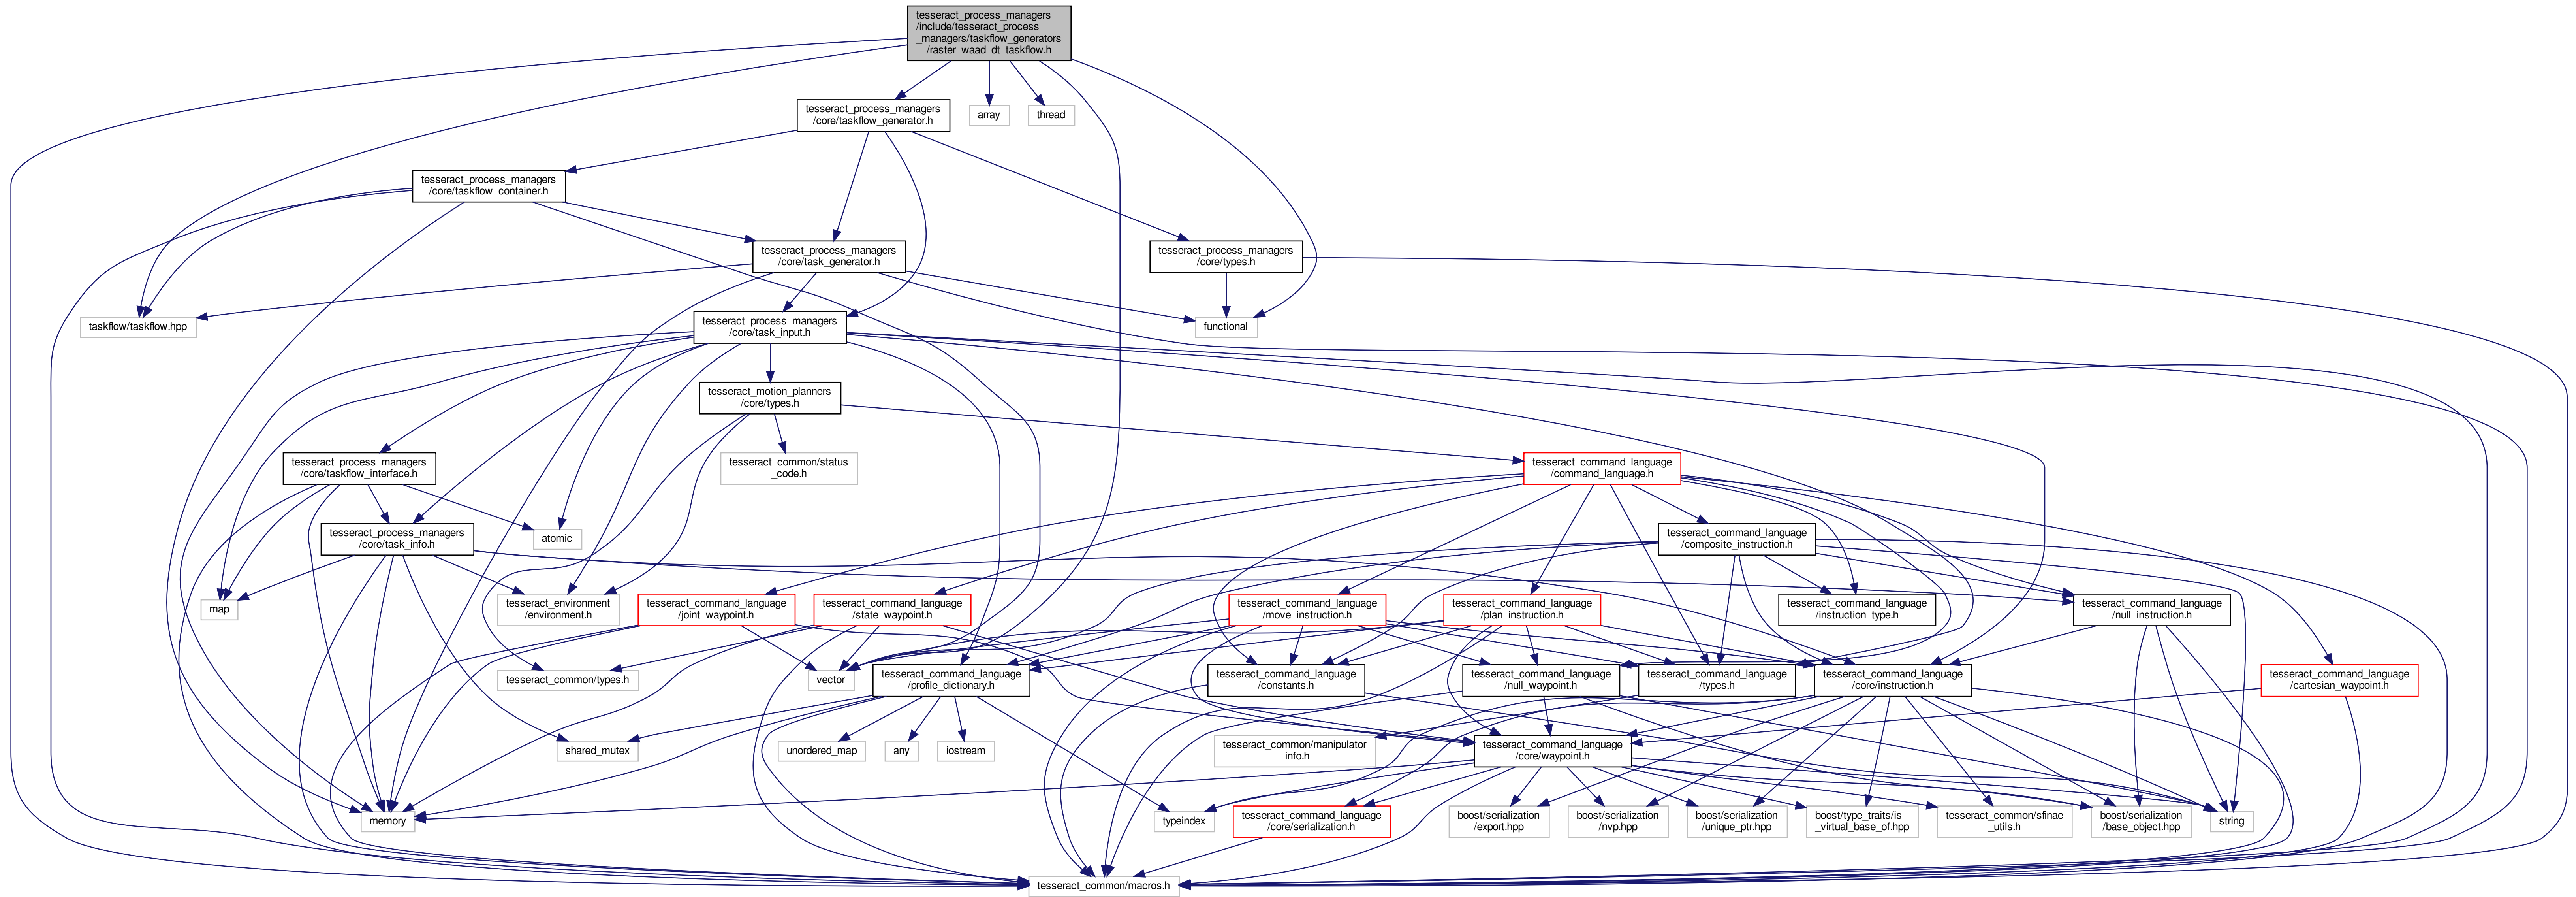 tesseract_process_managers
/include/tesseract_process
_managers/taskflow_generators
/raster_waad_dt_taskflow.h
tesseract_process_managers
/core/taskflow_generator.h
array
thread
tesseract_process_managers
/core/taskflow_container.h
tesseract_process_managers
/core/task_generator.h
tesseract_process_managers
/core/types.h
taskflow/taskflow.hpp
tesseract_process_managers
/core/task_input.h
functional
tesseract_motion_planners
/core/types.h
tesseract_process_managers
/core/taskflow_interface.h
tesseract_common/status
_code.h
tesseract_command_language
/command_language.h
tesseract_process_managers
/core/task_info.h
atomic
tesseract_command_language
/composite_instruction.h
map
tesseract_environment
/environment.h
tesseract_command_language
/joint_waypoint.h
tesseract_command_language
/state_waypoint.h
tesseract_command_language
/move_instruction.h
tesseract_command_language
/plan_instruction.h
tesseract_command_language
/instruction_type.h
tesseract_command_language
/null_instruction.h
tesseract_common/types.h
vector
tesseract_command_language
/profile_dictionary.h
tesseract_command_language
/constants.h
tesseract_command_language
/null_waypoint.h
tesseract_command_language
/types.h
tesseract_command_language
/core/instruction.h
tesseract_command_language
/cartesian_waypoint.h
shared_mutex
unordered_map
any
iostream
tesseract_common/manipulator
_info.h
tesseract_command_language
/core/waypoint.h
memory
typeindex
tesseract_command_language
/core/serialization.h
boost/serialization
/export.hpp
boost/serialization
/nvp.hpp
boost/serialization
/unique_ptr.hpp
boost/type_traits/is
_virtual_base_of.hpp
tesseract_common/sfinae
_utils.h
boost/serialization
/base_object.hpp
string
tesseract_common/macros.h